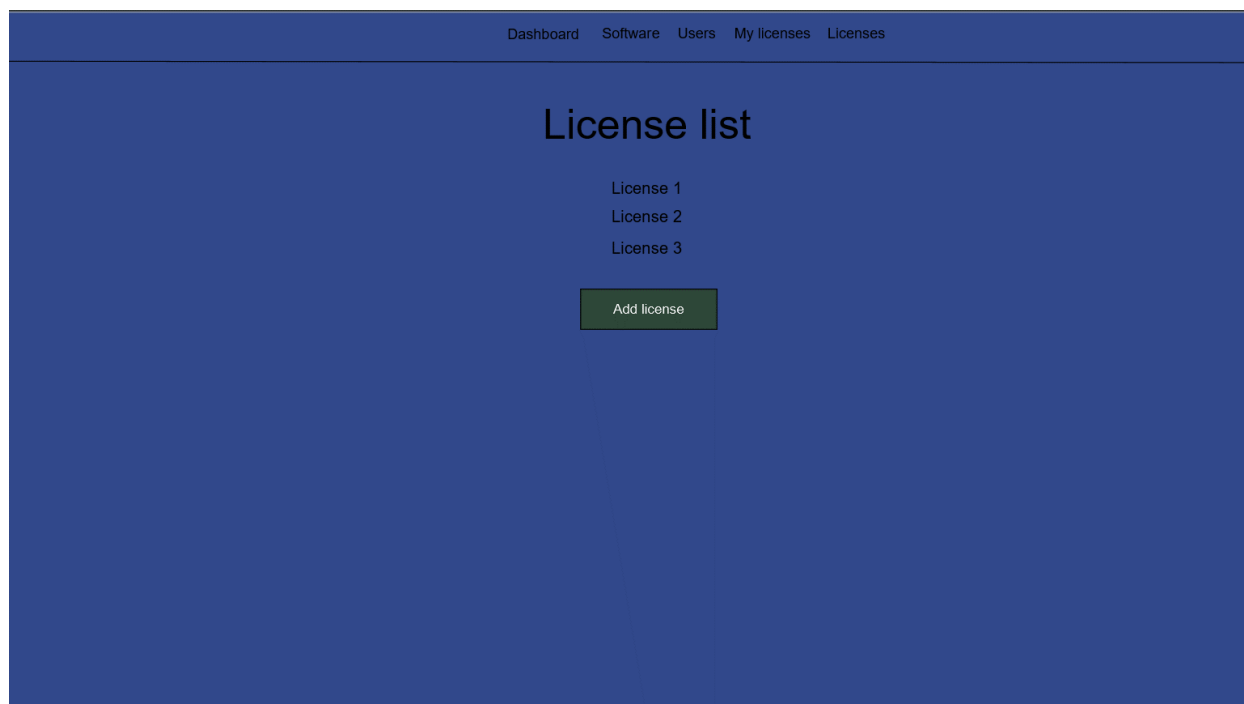 Dashboard Software Users My licenses Licenses
License list
License 1
License 2
License 3
Add license